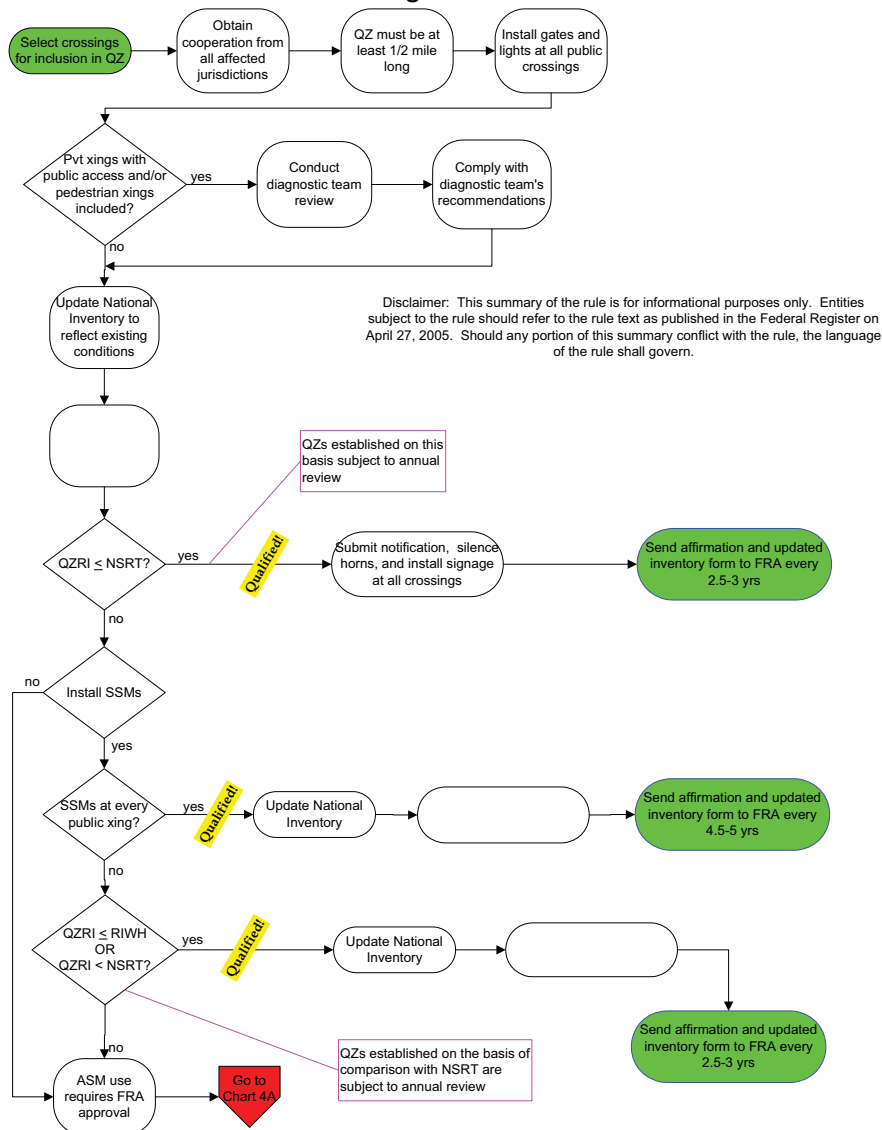 Select crossings
for inclusion in QZ
Obtain
cooperation from
all affected
jurisdictions
QZ must be at
least 1/2 mile
long
Install gates and
lights at all public
crossings
Pvt xings with
public access and/or
pedestrian xings
included?
yes
Conduct
diagnostic team
review
Comply with
diagnostic team's
recommendations
no
Update National
Inventory to
reflect existing
conditions
Disclaimer: This summary of the rule is for informational purposes only. Entities
subject to the rule should refer to the rule text as published in the Federal Register on
April 27, 2005. Should any portion of this summary conflict with the rule, the language
of the rule shall govern.
QZs established on this
basis subject to annual
review
QZRI ≤ NSRT?
yes
Qualified!
Submit notification, silence
horns, and install signage
at all crossings
Send affirmation and updated
inventory form to FRA every
2.5-3 yrs
no
no
Install SSMs
yes
SSMs at every
public xing?
yes
Qualified!
Update National
Inventory
Send affirmation and updated
inventory form to FRA every
4.5-5 yrs
no
QZRI ≤ RIWH
OR
QZRI < NSRT?
yes
Qualified!
Update National
Inventory
Send affirmation and updated
inventory form to FRA every
2.5-3 yrs
QZs established on the basis of
comparison with NSRT are
subject to annual review
no
ASM use
requires FRA
approval
Go to
Chart 4A